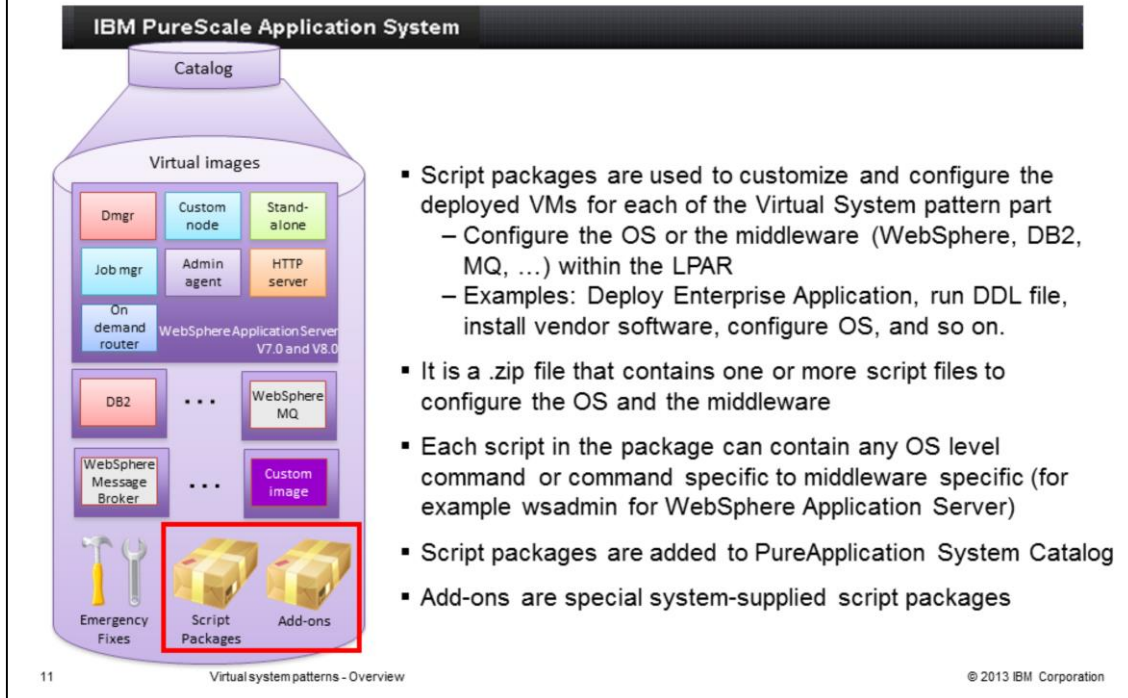 IBM PureScale Application System
Catalog
Virtual images
Dmgr
Custom
node
Stand-
alone
Job mgr
Admin
agent
HTTP
server
On
demand
router
WebSphere Application Server
V7.0 and V8.0
DB2
...
WebSphere
MQ
WebSphere
Message
Broker
...
Custom
image
Emergency
Fixes
Script
Packages
Add-ons
▪ Script packages are used to customize and configure the
deployed VMs for each of the Virtual System pattern part
– Configure the OS or the middleware (WebSphere, DB2,
MQ, …) within the LPAR
– Examples: Deploy Enterprise Application, run DDL file,
install vendor software, configure OS, and so on.
▪ It is a .zip file that contains one or more script files to
configure the OS and the middleware
▪ Each script in the package can contain any OS level
command or command specific to middleware specific (for
example wsadmin for WebSphere Application Server)
▪ Script packages are added to PureApplication System Catalog
▪ Add-ons are special system-supplied script packages
11
Virtual system patterns - Overview
© 2013 IBM Corporation